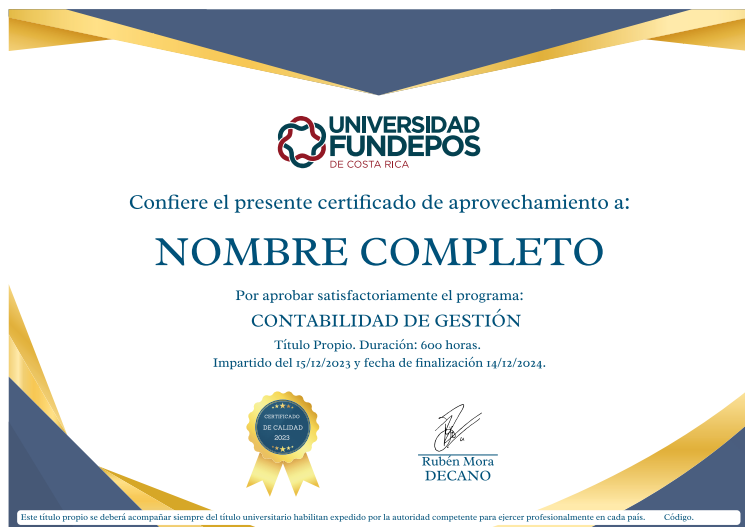 UNIVERSIDAD
FUNDEPOS
DE COSTA RICA
Confiere el presente certificado de aprovechamiento a:
NOMBRE COMPLETO
Por aprobar satisfactoriamente el programa:
CONTABILIDAD DE GESTIÓN
Título Propio. Duración: 600 horas.
Impartido del 15/12/2023 y fecha de finalización 14/12/2024.
CERTIFICADO
DE CALIDAD
2023
Rubén Mora
DECANO
Este título propio se deberá acompañar siempre del título universitario habilitan expedido por la autoridad competente para ejercer profesionalmente en cada país. Código.